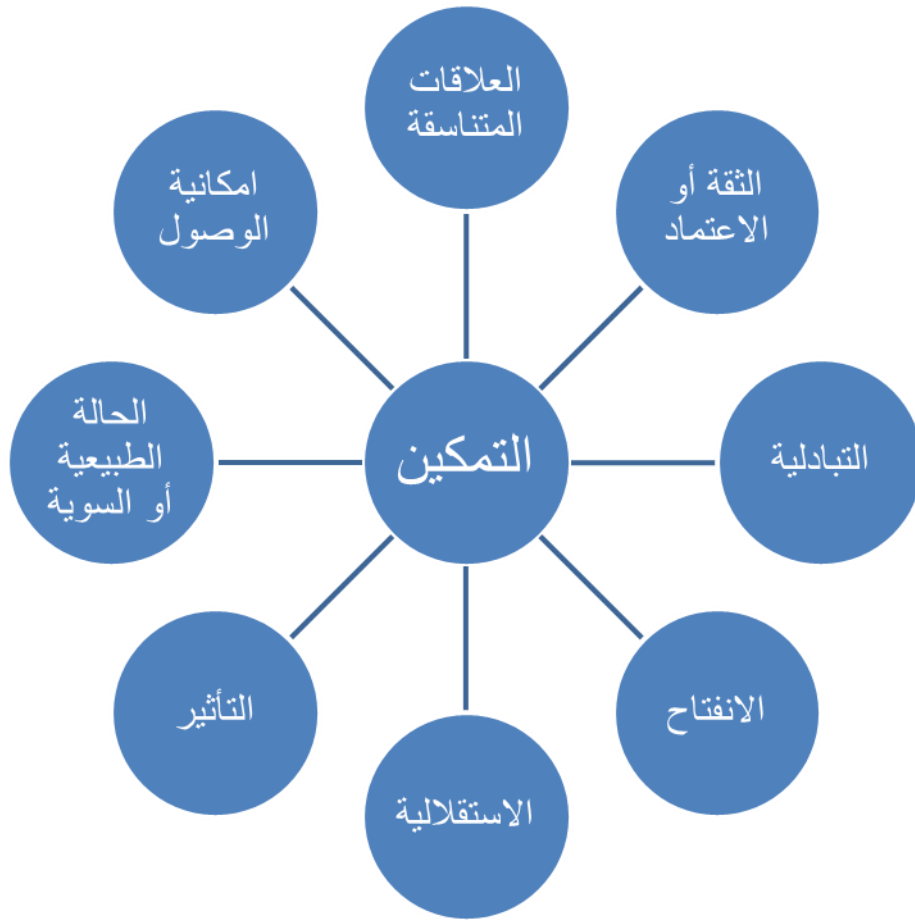 العلاقات
المتناسقة
الثقة أو
الاعتماد
التبادلية
الانفتاح
الاستقلالية
التأثير
الحالة
الطبيعية
أو السوية
امكانية
الوصول
التمكين